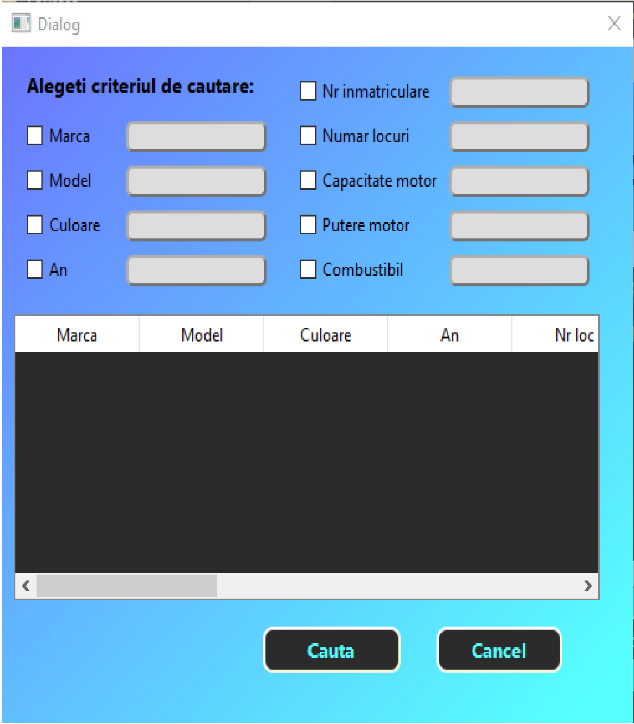 Dialog
Alegeti criteriul de cautare:
Marca
Model
Culoare
An
Nr inmatriculare
Numar locuri
Capacitate motor
Putere motor
Combustibil
Marca Model Culoare An Nr loc
Cauta Cancel